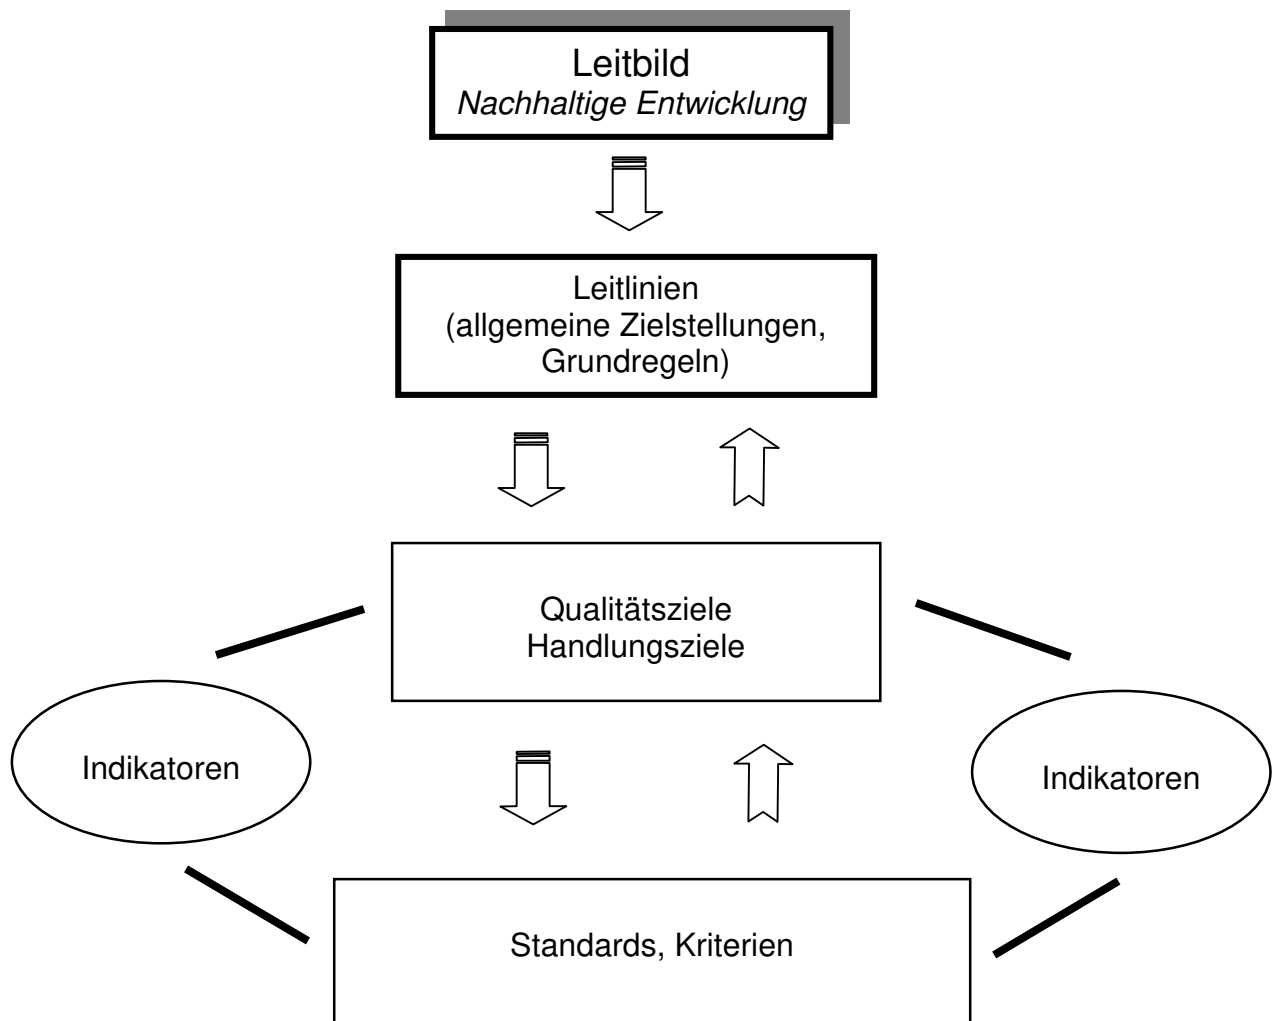 Leitbild
Nachhaltige Entwicklung
Leitlinien
(allgemeine Zielstellungen,
Grundregeln)
Qualitätsziele
Handlungsziele
Indikatoren
Indikatoren
Standards, Kriterien